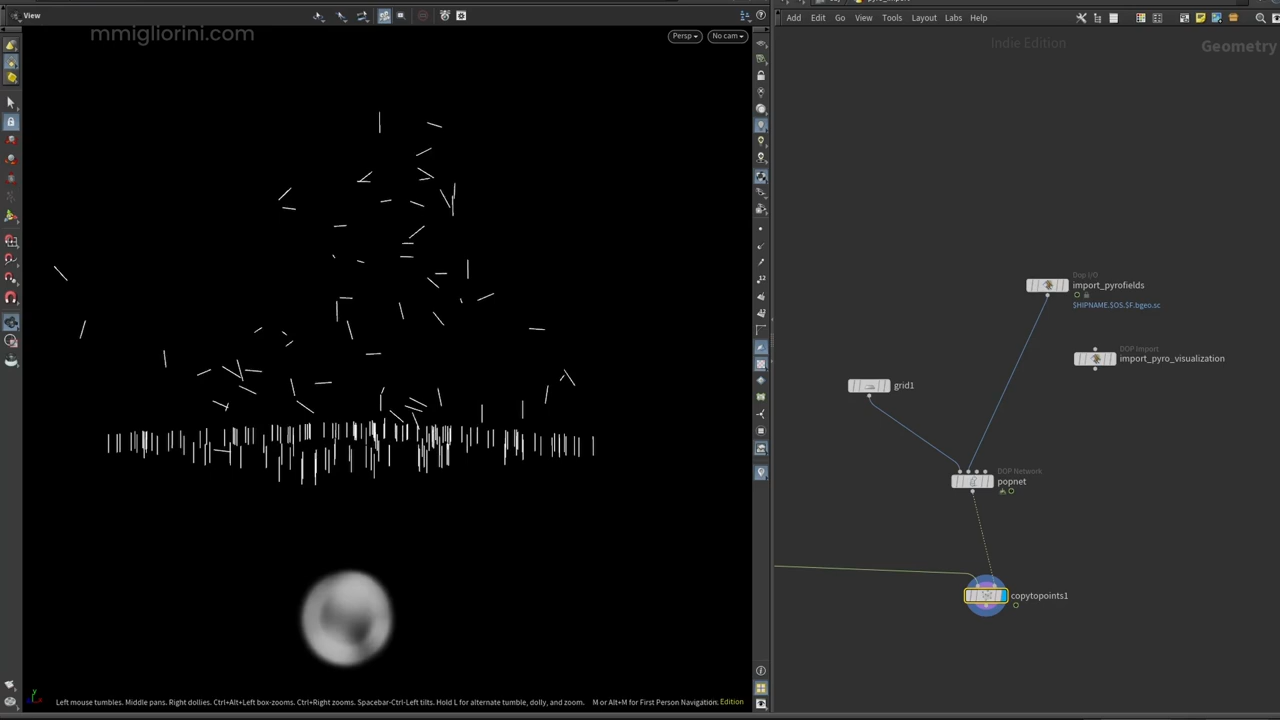 View
mmigliorini.com
Persp
No cam
12
y
Left mouse tumbles. Middle pans. Right dollies. Ctrl+Alt+Left box-zooms. Ctrl+Right zooms. Spacebar-Ctrl-Left tilts. Hold L for alternate tumble, dolly, and zoom. M or Alt+M for First Person Navigation. Edition
Add Edit Go View Tools Layout Labs Help
Indie Edition
Geometry
Dop I/O
import_pyrofields
$HIPNAME.$OS.$F.bgeo.sc
DOP Import
import_pyro_visualization
grid1
DOP Network
popnet
copytopoints1